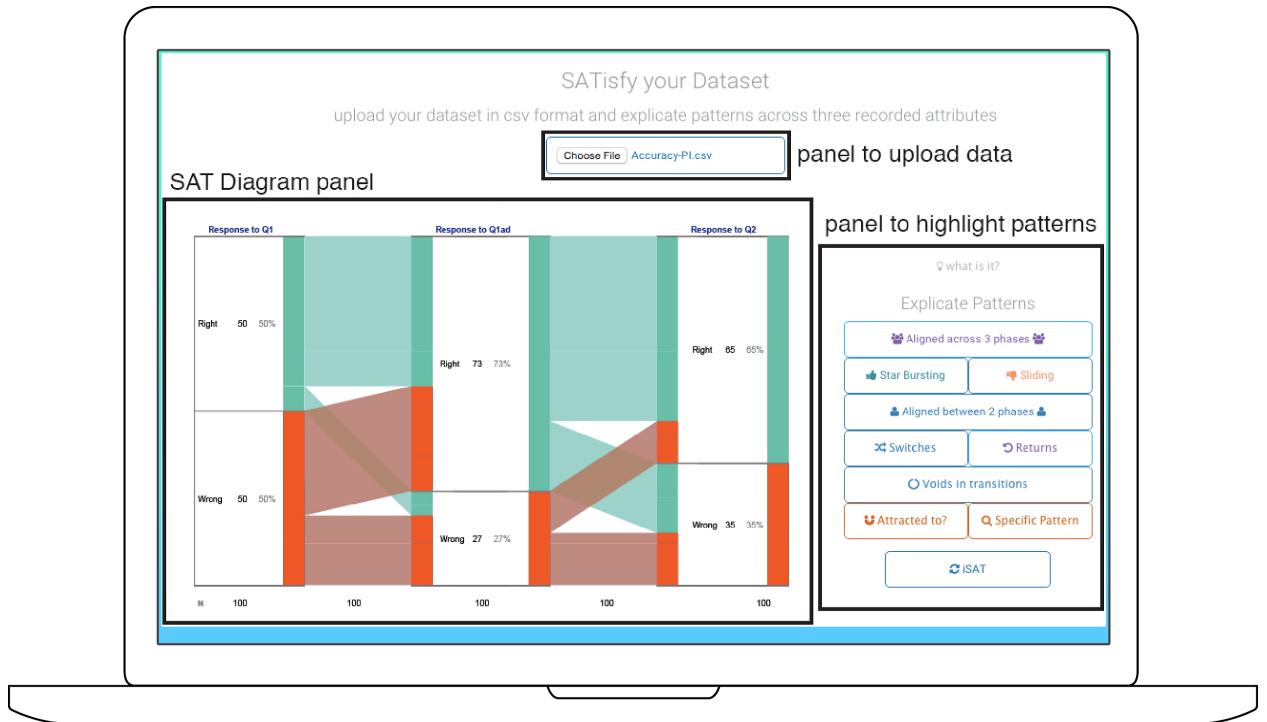 SATisfy your Dataset
upload your dataset in csv format and explicate patterns across three recorded attributes
Choose File Accuracy-PI.csv
panel to upload data
SAT Diagram panel
Response to Q1 Response to Q1ad Response to Q2
Right 50 50%
Right 73 73%
Right 65 65%
Wrong 50 50%
Wrong 27 27%
Wrong 35 35%
N 100 100 100 100 100
panel to highlight patterns
what is it?
Explicate Patterns
Aligned across 3 phases
Star Bursting Sliding
Aligned between 2 phases
Switches Returns
Voids in transitions
Attracted to? Specific Pattern
iSAT